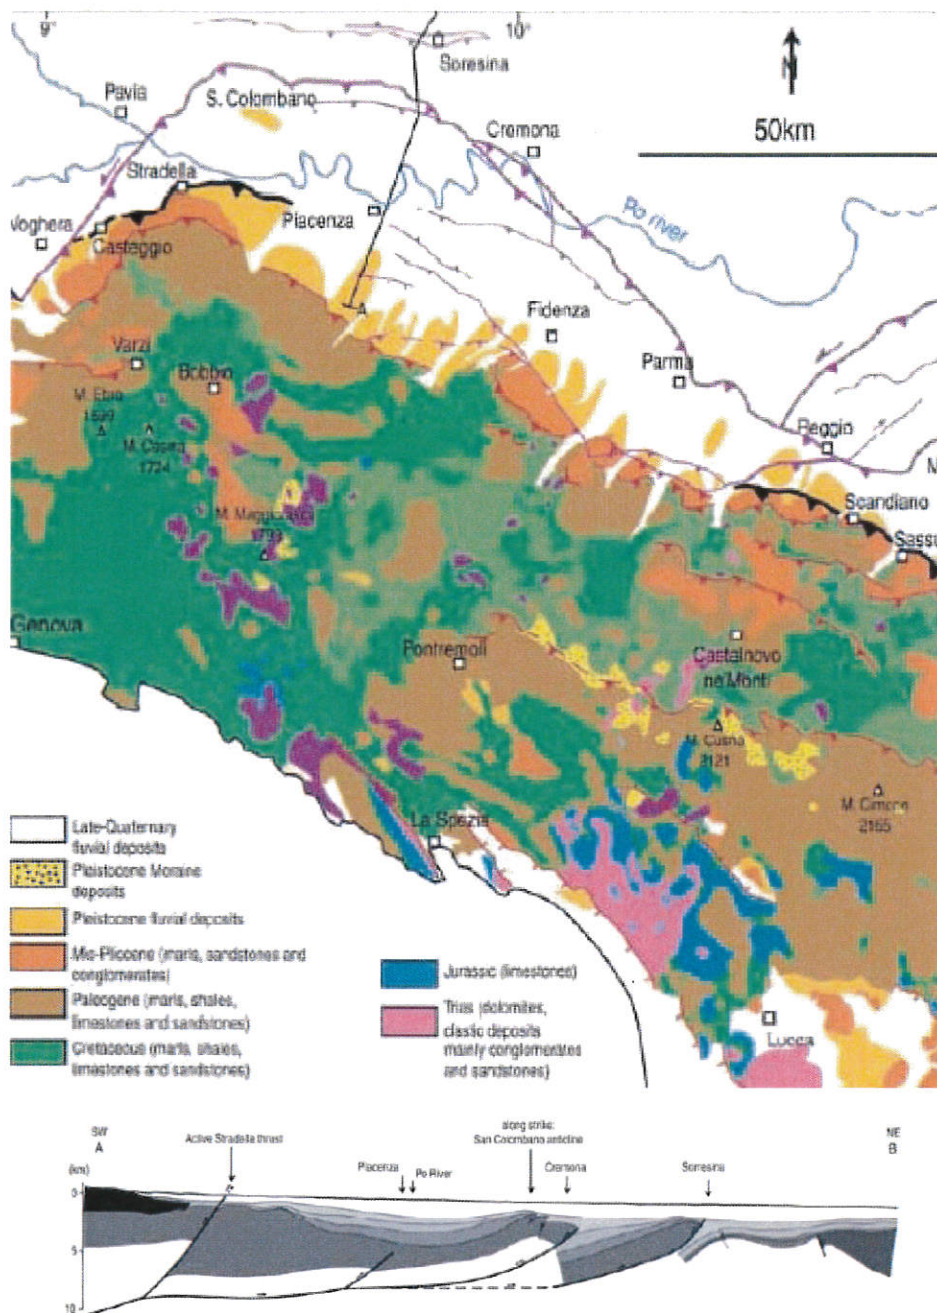 9°
10°
Soresina
N
Pavia
S. Colombano
50km
Cremona
Stradella
Piacenza
Po river
Voghera
Casteggio
A
Fidenza
Varzi
Parma
Bobbio
M. Ebro
M. Cosna
1724
Reggio
M
M. Maggiorasca
1799
Scandiano
Sassu
Genova
Pontremoli
Castelnovo
ne Monti
M. Cusna
2121
M. Cimone
2165
La Spezia
Late-Quaternary
fluvial deposits
Pleistocene Moraine
deposits
Pleistocene fluvial deposits
Mio-Pliocene (marls, sandstones and
conglomerates)
Paleogene (marls, shales,
limestones and sandstones)
Cretaceous (marls, shales,
limestones and sandstones)
Jurassic (limestones)
Trias (dolomites,
clastic deposits
mainly conglomerates
and sandstones)
Lucca
SW
A
Active Stradella thrust
along strike:
San Colombano anticline
NE
B
Piacenza
Po River
Cremona
Sorresina
(km)
0
5
10